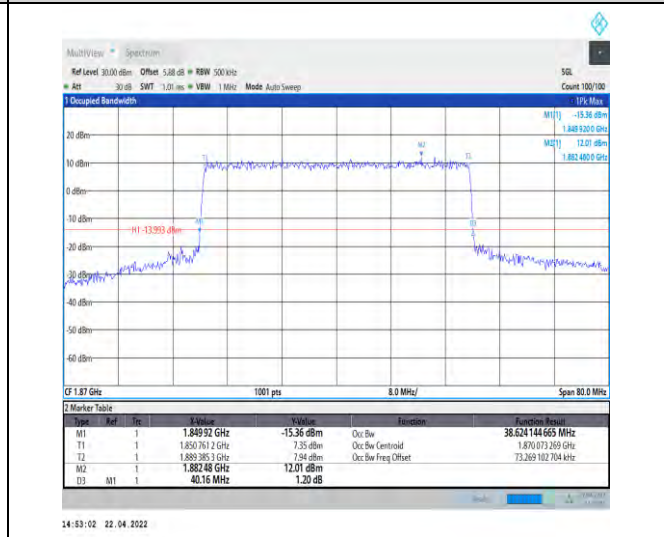 MultiView Spectrum
Ref Level 30.00 dBm Offset 5.88 dB RBW 500 kHz SGL
Att 30 dB SWT 1.01 ms VBW 1 MHz Mode Auto Sweep Count 100/100
1 Occupied Bandwidth 1Pk Max
M1[1] -15.36 dBm
1.849 920 0 GHz
M2[1] 12.01 dBm
1.882 480 0 GHz
20 dBm
M2
T1 T2
10 dBm
0 dBm
-10 dBm
M1 D3
H1 -13.993 dBm
-20 dBm
-30 dBm
-40 dBm
-50 dBm
-60 dBm
CF 1.87 GHz 1001 pts 8.0 MHz/ Span 80.0 MHz
2 Marker Table
Type Ref Trc X-Value Y-Value Function Function Result
M1 1 1.849 92 GHz -15.36 dBm Occ Bw 38.624 144 665 MHz
T1 1 1.850 761 2 GHz 7.35 dBm Occ Bw Centroid 1.870 073 269 GHz
T2 1 1.889 385 3 GHz 7.94 dBm Occ Bw Freq Offset 73.269 102 704 kHz
M2 1 1.882 48 GHz 12.01 dBm
D3 M1 1 40.16 MHz 1.20 dB
14:53:02 22.04.2022